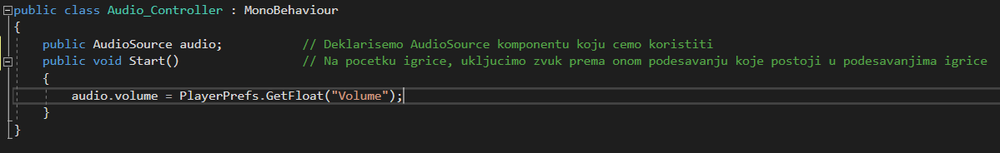 public class Audio_Controller : MonoBehaviour
{
public AudioSource audio; // Deklarisemo AudioSource komponentu koju cemo koristiti
public void Start() // Na pocetku igrice, ukljucimo zvuk prema onom podesavanju koje postoji u podesavanjima igrice
{
audio.volume = PlayerPrefs.GetFloat("Volume");
}
}